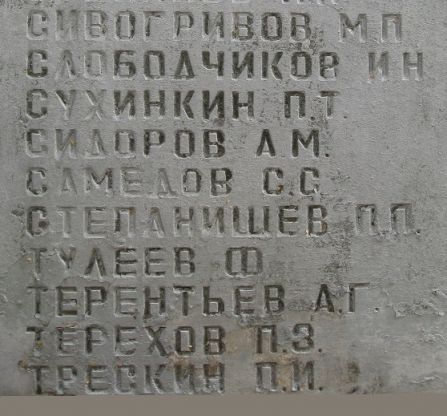 СИВОГРИВОВ М.П
СЛОБОДЧИКОВ И.Н
СУХИНКИН П.Т
СИДОРОВ А.М.
САМЕДОВ С.С
СТЕПАНИЩЕВ П.П.
ТУЛЕЕВ Ф
ТЕРЕНТЬЕВ А.Г
ТЕРЕХОВ П.З.
ТРЕСКИН П.И.